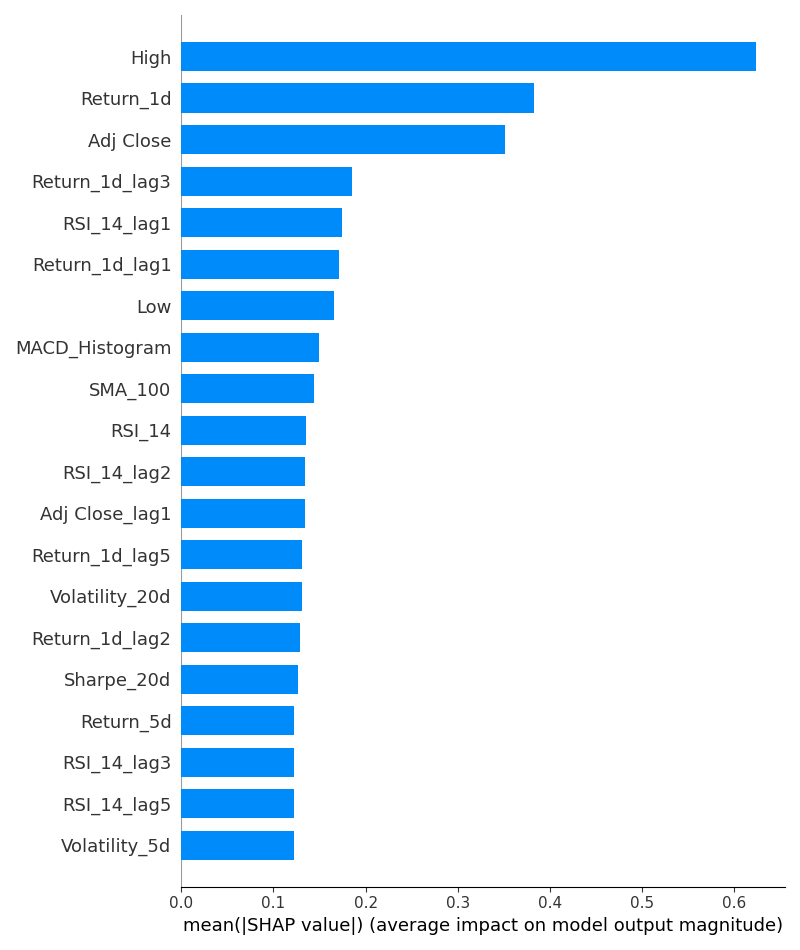 High
Return_1d
Adj Close
Return_1d_lag3
RSI_14_lag1
Return_1d_lag1
Low
MACD_Histogram
SMA_100
RSI_14
RSI_14_lag2
Adj Close_lag1
Return_1d_lag5
Volatility_20d
Return_1d_lag2
Sharpe_20d
Return_5d
RSI_14_lag3
RSI_14_lag5
Volatility_5d
0.0 0.1 0.2 0.3 0.4 0.5 0.6
mean(|SHAP value|) (average impact on model output magnitude)